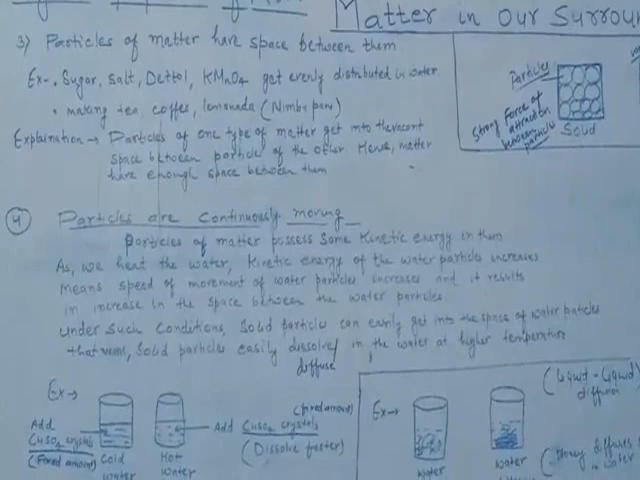 Matter in Our Surrou
3) Particles of matter have space between them
Ex-. Sugar, Salt, Dettol, KMnO4 get evenly distributed in water
• making tea, coffee, lemonada (Nimbu pani)
Explaination → Particles of one type of matter get into the vacant
space between particle of the other Hence, matter
have enough space between them
Particles
Strong Force of
attraction
between
particle
Solid
4 Particles are continuously moving
Particles of matter possess some Kinetic energy in them
As, we heat the water, Kinetic energy of the water particles increases
means speed of movement of water particles increases and it results
in increase in the space between the water particles.
Under such conditions, Solid particles can easily get into the space of water particles
that means, Solid particles easily dissolve/ in the water at higher temperature
diffuse
Ex →
Add
CuSO4 crystals
(Fixed amount)
Cold
water
Hot
water
(fixed amount)
Add CuSO4 crystals
(Dissolve faster)
Ex →
water
water
(Liquid - Liquid
diffusion
(Honey diffuses
in water